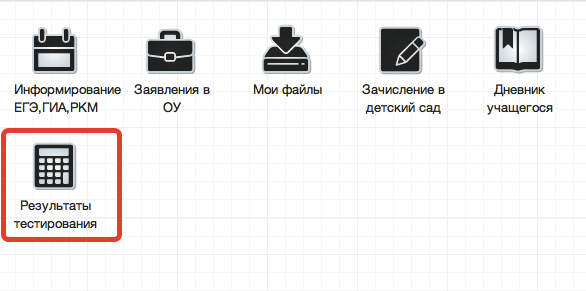 Информирование
ЕГЭ,ГИА,РКМ
Заявления в
ОУ
Мои файлы
Зачисление в
детский сад
Дневник
учащегося
Результаты
тестирования